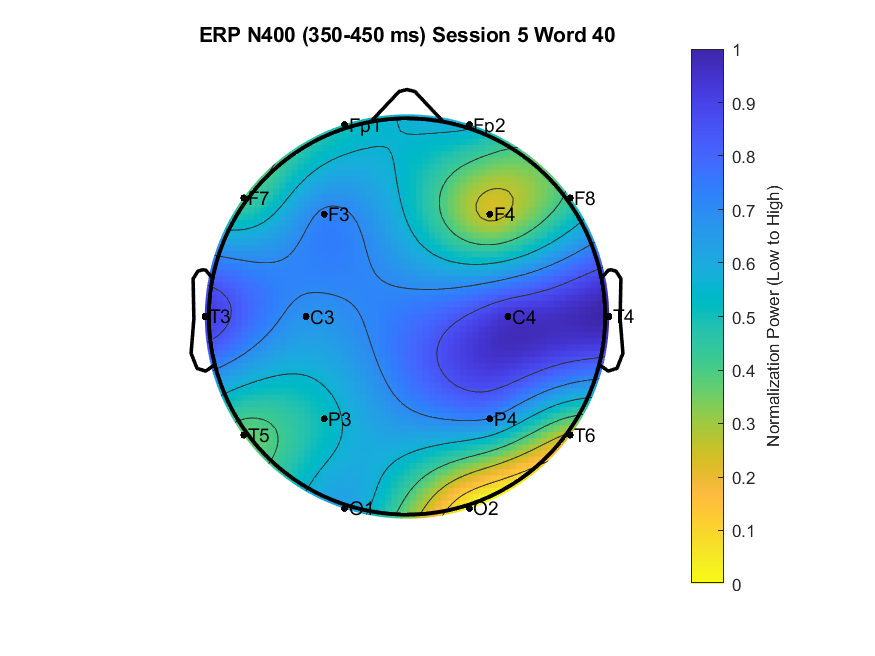 ERP N400 (350-450 ms) Session 5 Word 40
Fp1 Fp2
F7 F8
F3 F4
T3 C3 C4 T4
P3 P4
T5 T6
O1 O2
1
0.9
0.8
0.7
0.6
0.5
0.4
0.3
0.2
0.1
0
Normalization Power (Low to High)